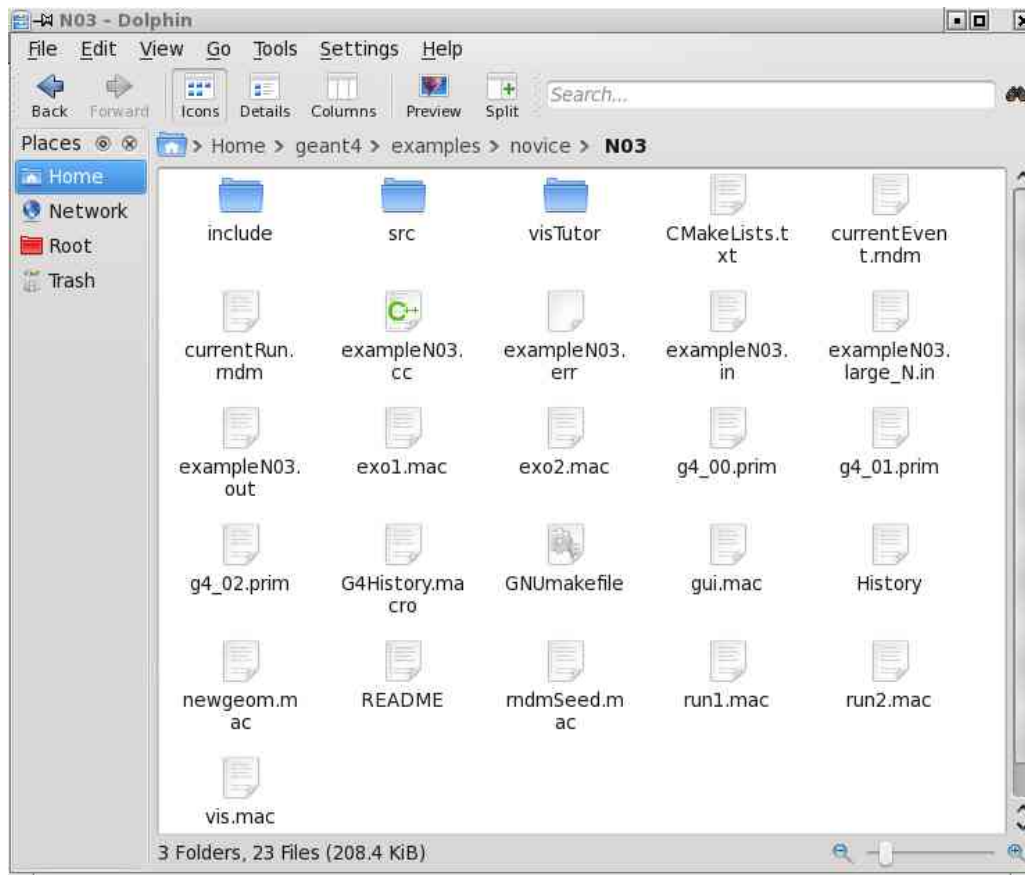 N03 - Dolphin
File Edit View Go Tools Settings Help
Back Forward Icons Details Columns Preview Split Search...
Places Home > geant4 > examples > novice > N03
Home
Network
Root
Trash
include src visTutor CMakeLists.t currentEven
xt t.rndm
currentRun. exampleN03. exampleN03. exampleN03. exampleN03.
rndm cc err in large_N.in
exampleN03. exo1.mac exo2.mac g4_00.prim g4_01.prim
out
g4_02.prim G4History.ma GNUmakefile gui.mac History
cro
newgeom.m README rndmSeed.m run1.mac run2.mac
ac ac
vis.mac
3 Folders, 23 Files (208.4 KiB)